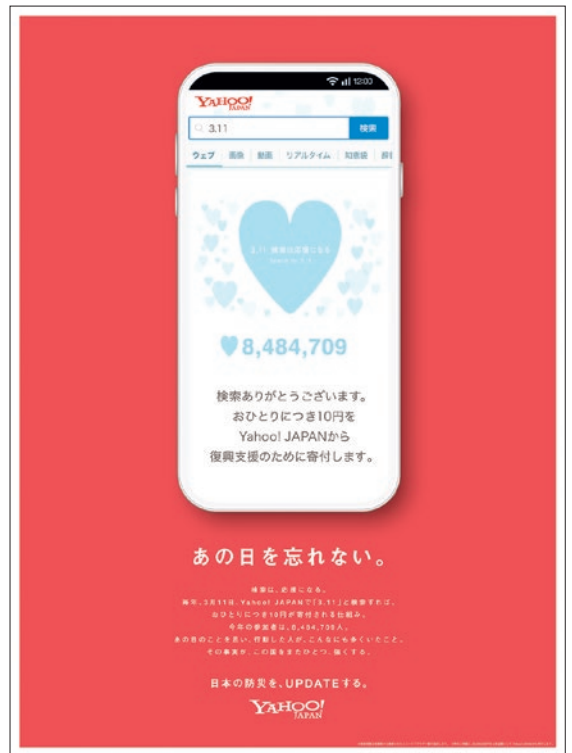 12:00
YAHOO!
JAPAN
3.11
検索
ウェブ 画像 動画 リアルタイム 知恵袋
3.11 検索は応援になる
8,484,709
検索ありがとうございます。
おひとりにつき10円を
Yahoo! JAPANから
復興支援のために寄付します。
あの日を忘れない。
検索は、応援になる。
毎年、3月11日、Yahoo! JAPANで「3.11」と検索すれば、
おひとりにつき10円が寄付される仕組み。
今年の参加者は、8,484,709人。
あの日のことを思い、行動した人が、こんなにも多くいたこと。
その事実が、この国をまたひとつ、強くする。
日本の防災を、UPDATEする。
YAHOO!
JAPAN